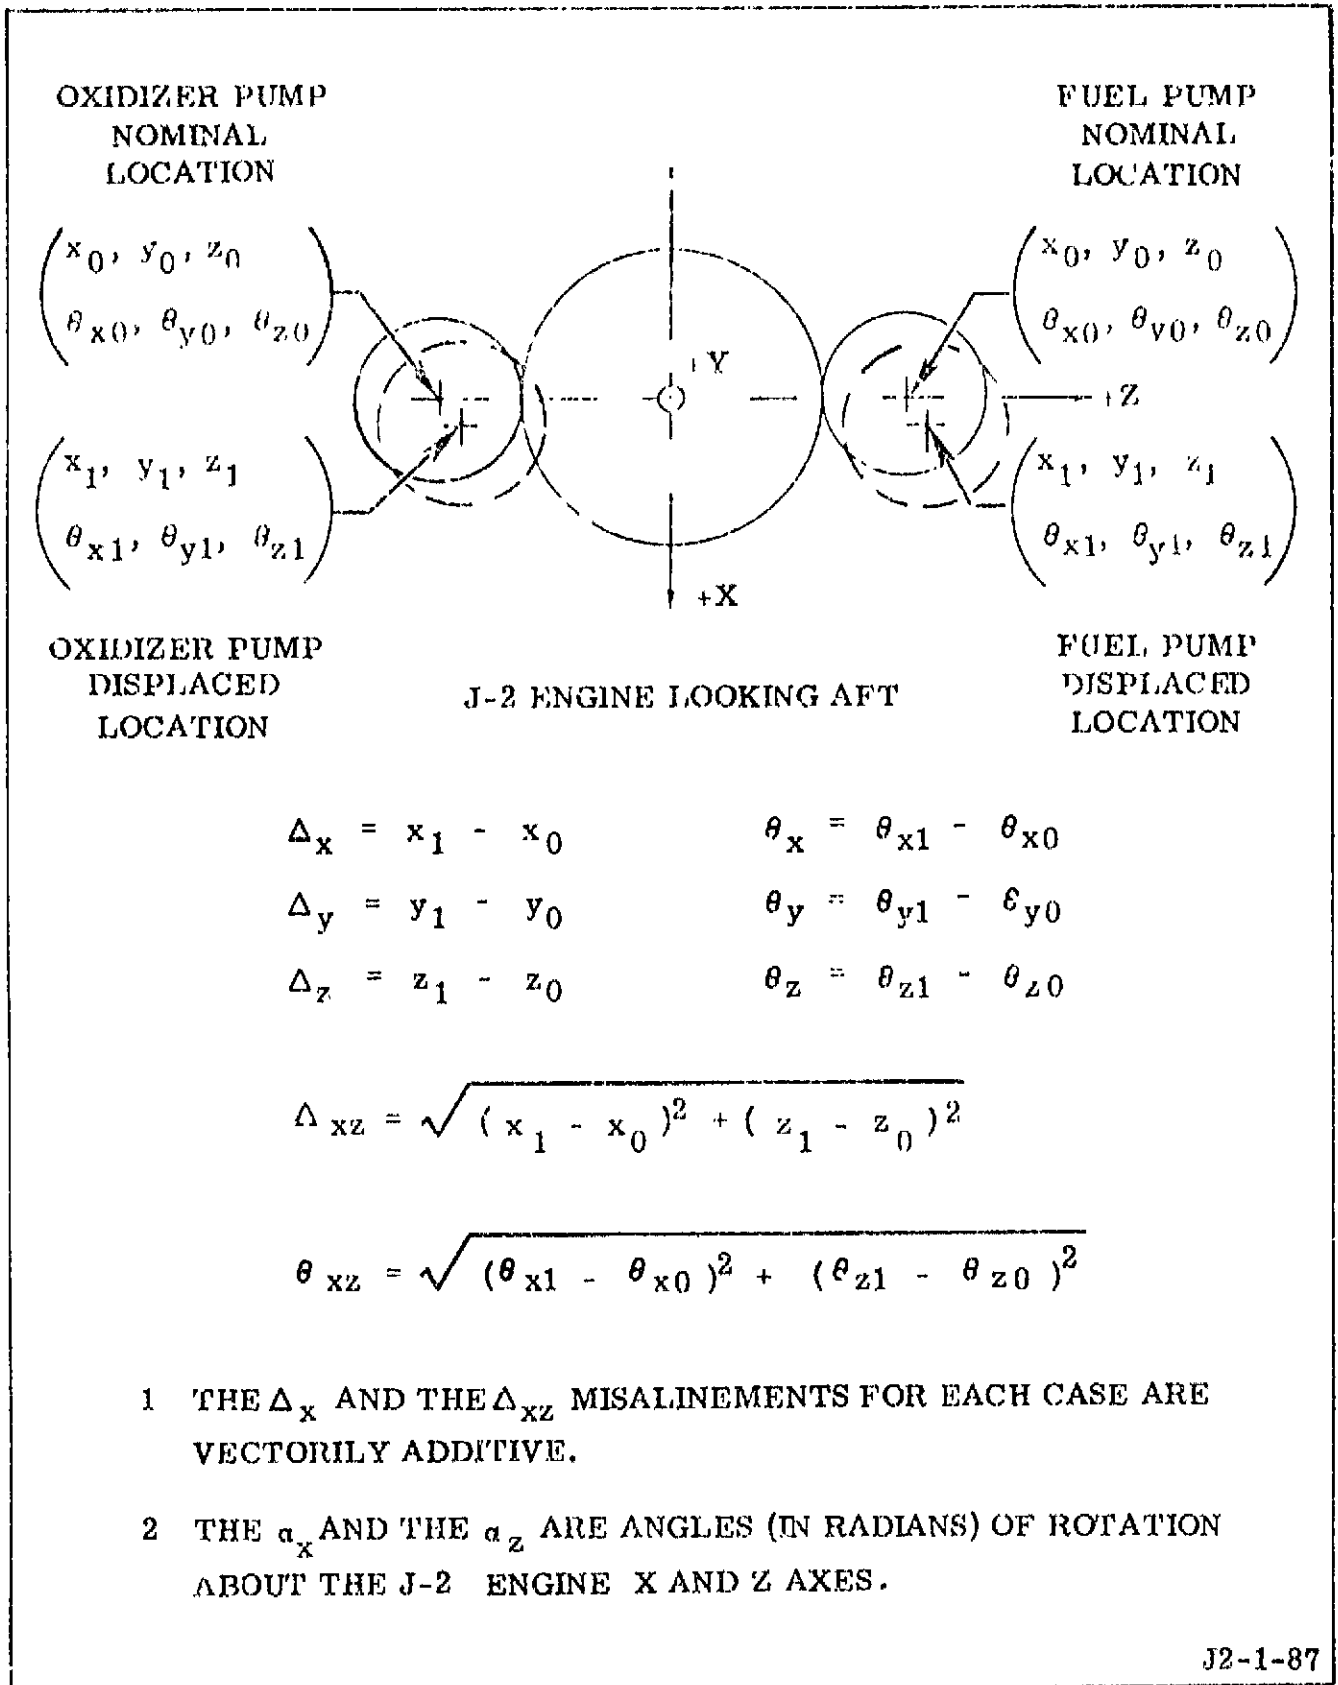 OXIDIZER PUMP
NOMINAL
LOCATION
FUEL PUMP
NOMINAL
LOCATION
x0, y0, z0
θx0, θy0, θz0
x0, y0, z0
θx0, θy0, θz0
+Y
+Z
x1, y1, z1
θx1, θy1, θz1
x1, y1, z1
θx1, θy1, θz1
+X
OXIDIZER PUMP
DISPLACED
LOCATION
J-2 ENGINE LOOKING AFT
FUEL PUMP
DISPLACED
LOCATION
Δx = x1 - x0
θx = θx1 - θx0
Δy = y1 - y0
θy = θy1 - θy0
Δz = z1 - z0
θz = θz1 - θz0
Δxz = √(x1 - x0)² + (z1 - z0)²
θxz = √(θx1 - θx0)² + (θz1 - θz0)²
1 THE Δx AND THE Δxz MISALINEMENTS FOR EACH CASE ARE
VECTORILY ADDITIVE.
2 THE αx AND THE αz ARE ANGLES (IN RADIANS) OF ROTATION
ABOUT THE J-2 ENGINE X AND Z AXES.
J2-1-87